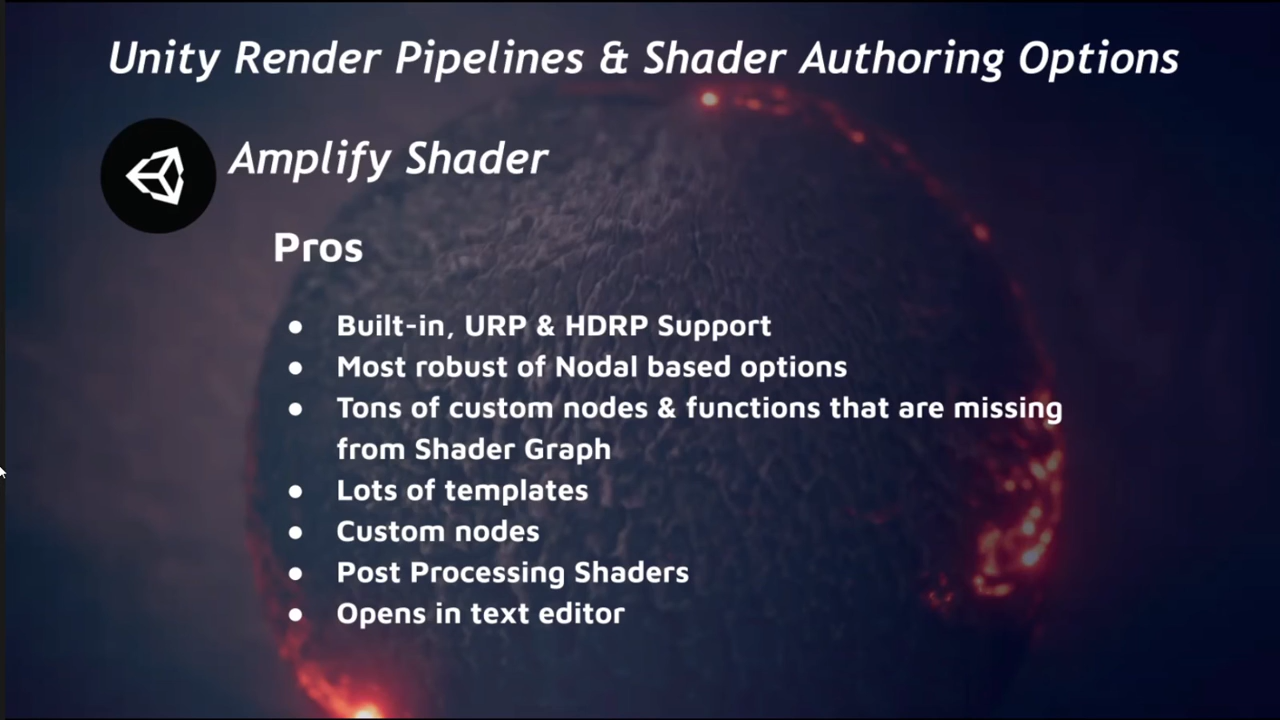 Unity Render Pipelines & Shader Authoring Options
Amplify Shader
Pros
● Built-in, URP & HDRP Support
● Most robust of Nodal based options
● Tons of custom nodes & functions that are missing
from Shader Graph
● Lots of templates
● Custom nodes
● Post Processing Shaders
● Opens in text editor